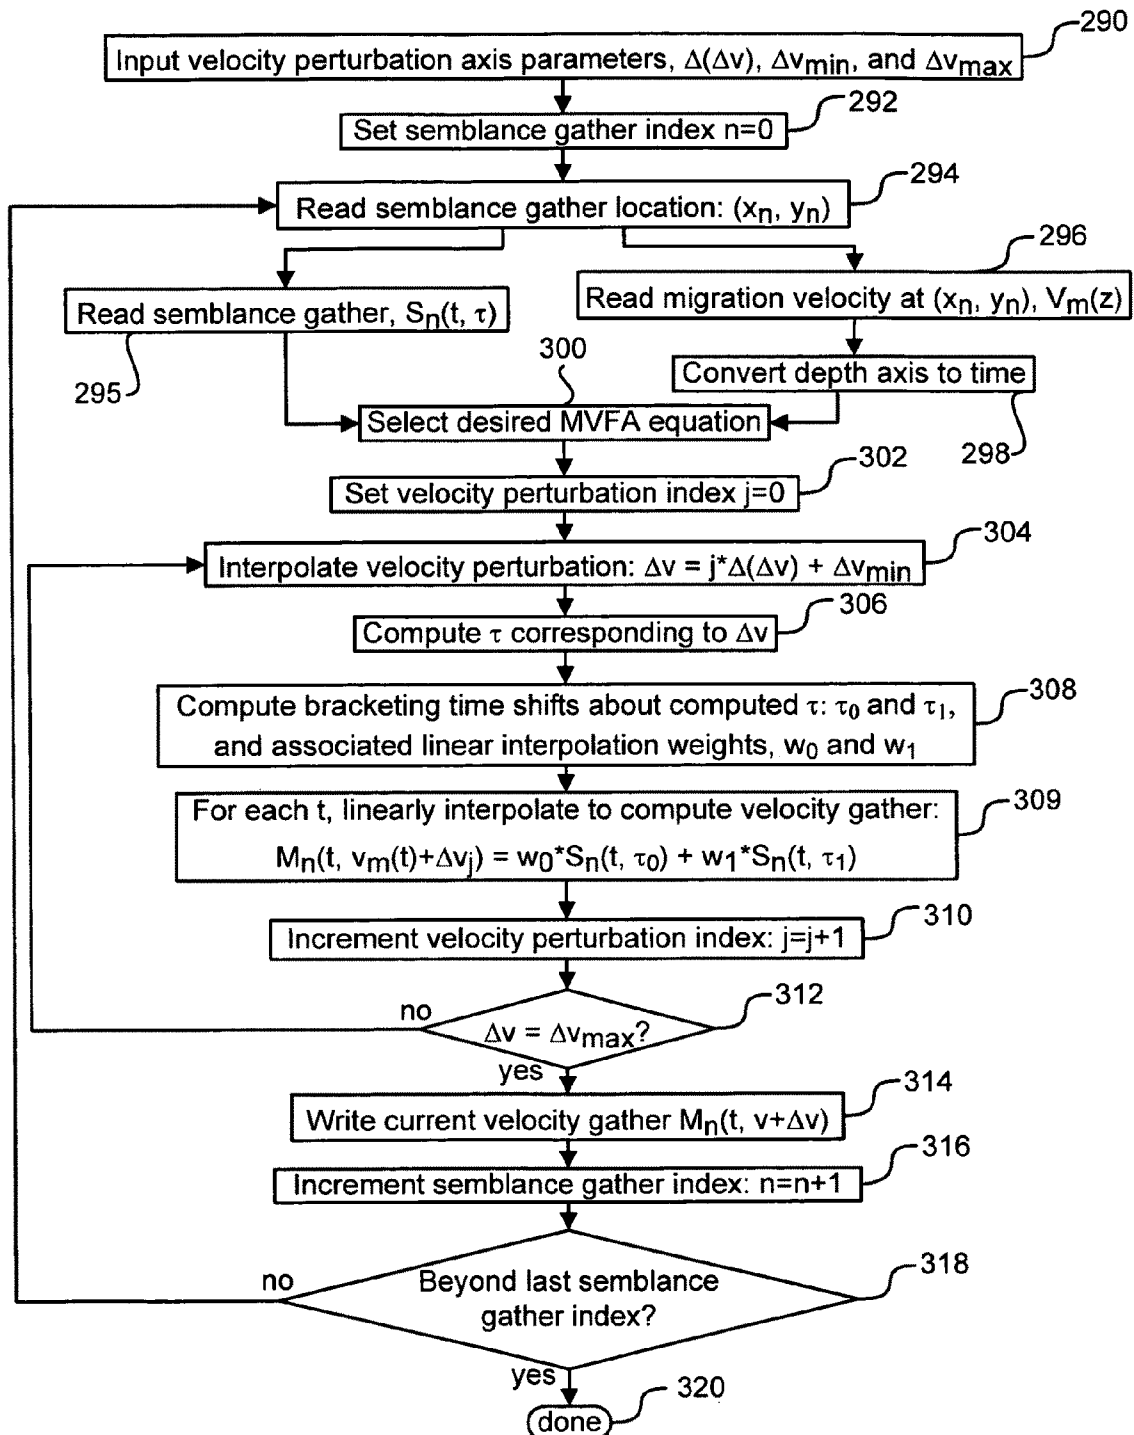 290
Input velocity perturbation axis parameters, Δ(Δv), Δvmin, and Δvmax
292
Set semblance gather index n=0
294
Read semblance gather location: (xn, yn)
296
Read semblance gather, Sn(t, τ)
295
Read migration velocity at (xn, yn), Vm(z)
Convert depth axis to time
298
300
Select desired MVFA equation
302
Set velocity perturbation index j=0
304
Interpolate velocity perturbation: Δv = j*Δ(Δv) + Δvmin
306
Compute τ corresponding to Δv
308
Compute bracketing time shifts about computed τ: τ0 and τ1,
and associated linear interpolation weights, w0 and w1
309
For each t, linearly interpolate to compute velocity gather:
Mn(t, vm(t)+Δvj) = w0*Sn(t, τ0) + w1*Sn(t, τ1)
310
Increment velocity perturbation index: j=j+1
312
no
Δv = Δvmax?
yes
314
Write current velocity gather Mn(t, v+Δv)
316
Increment semblance gather index: n=n+1
318
no
Beyond last semblance
gather index?
yes
320
done